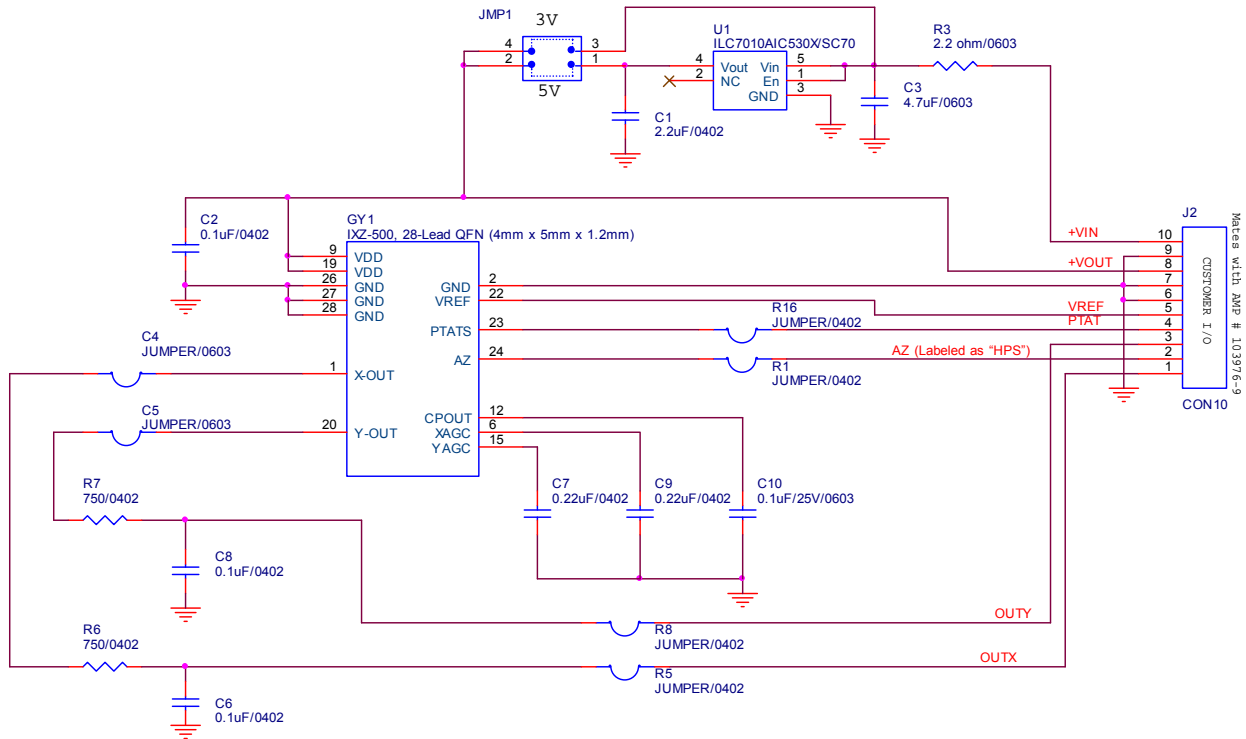 JMP1
3V
4
2
3
1
5V
U1
ILC7010AIC530X/SC70
4
2
Vout
NC
Vin
En
GND
5
1
3
R3
2.2 ohm/0603
C3
4.7uF/0603
C1
2.2uF/0402
C2
0.1uF/0402
GY1
IXZ-500, 28-Lead QFN (4mm x 5mm x 1.2mm)
9
19
26
27
28
VDD
VDD
GND
GND
GND
GND
VREF
PTATS
AZ
2
22
23
24
1
20
X-OUT
Y-OUT
CPOUT
XAGC
YAGC
12
6
15
J2
+VIN
+VOUT
VREF
PTAT
AZ (Labeled as “HPS”)
10
9
8
7
6
5
4
3
2
1
CUSTOMER I/O
Mates with AMP # 103976-9
CON10
R16
JUMPER/0402
R1
JUMPER/0402
C4
JUMPER/0603
C5
JUMPER/0603
R7
750/0402
C7
0.22uF/0402
C9
0.22uF/0402
C10
0.1uF/25V/0603
C8
0.1uF/0402
OUTY
R8
JUMPER/0402
R6
750/0402
OUTX
R5
JUMPER/0402
C6
0.1uF/0402